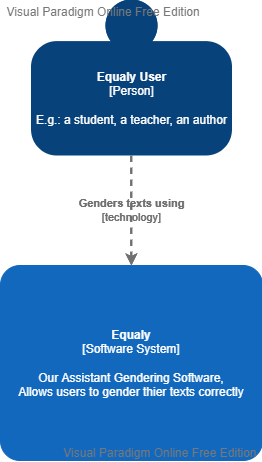 Visual Paradigm Online Free Edition
Equaly User
[Person]
E.g.: a student, a teacher, an author
Genders texts using
[technology]
Equaly
[Software System]
Our Assistant Gendering Software,
Allows users to gender thier texts correctly
Visual Paradigm Online Free Edition